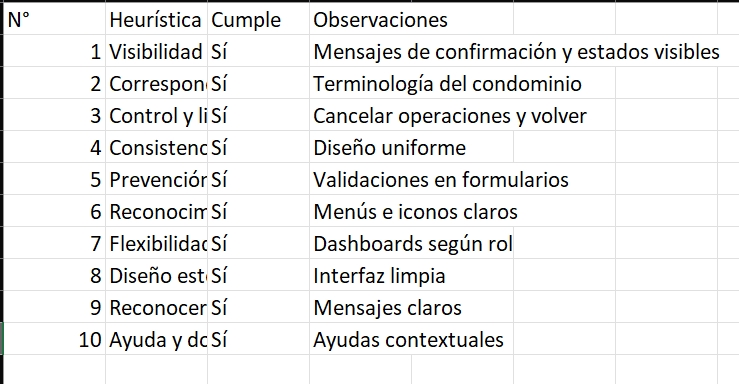 N° Heurística Cumple Observaciones
1 Visibilidad Sí Mensajes de confirmación y estados visibles
2 Correspon Sí Terminología del condominio
3 Control y li Sí Cancelar operaciones y volver
4 Consistenc Sí Diseño uniforme
5 Prevención Sí Validaciones en formularios
6 Reconocim Sí Menús e iconos claros
7 Flexibilidad Sí Dashboards según rol
8 Diseño est Sí Interfaz limpia
9 Reconocer Sí Mensajes claros
10 Ayuda y do Sí Ayudas contextuales